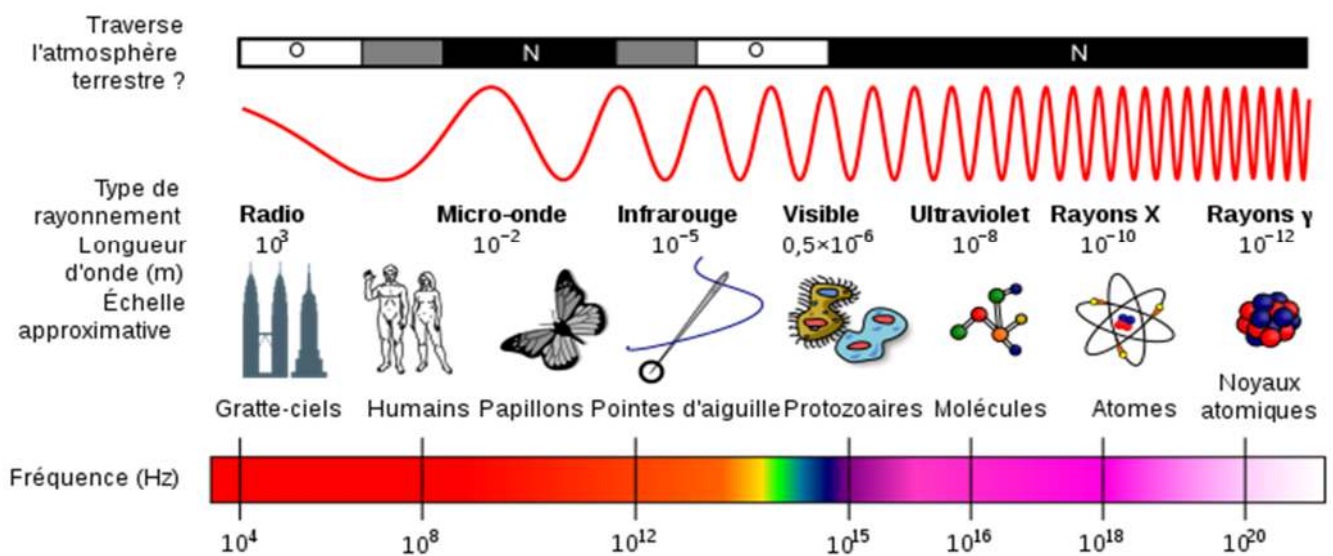 Traverse
l'atmosphère
terrestre ?
O N O N
Type de
rayonnement
Radio Micro-onde Infrarouge Visible Ultraviolet Rayons X Rayons γ
Longueur
d'onde (m)
10³ 10⁻² 10⁻⁵ 0,5×10⁻⁶ 10⁻⁸ 10⁻¹⁰ 10⁻¹²
Échelle
approximative
Gratte-ciels Humains Papillons Pointes d'aiguille Protozoaires Molécules Atomes Noyaux
atomiques
Fréquence (Hz)
10⁴ 10⁸ 10¹² 10¹⁵ 10¹⁶ 10¹⁸ 10²⁰